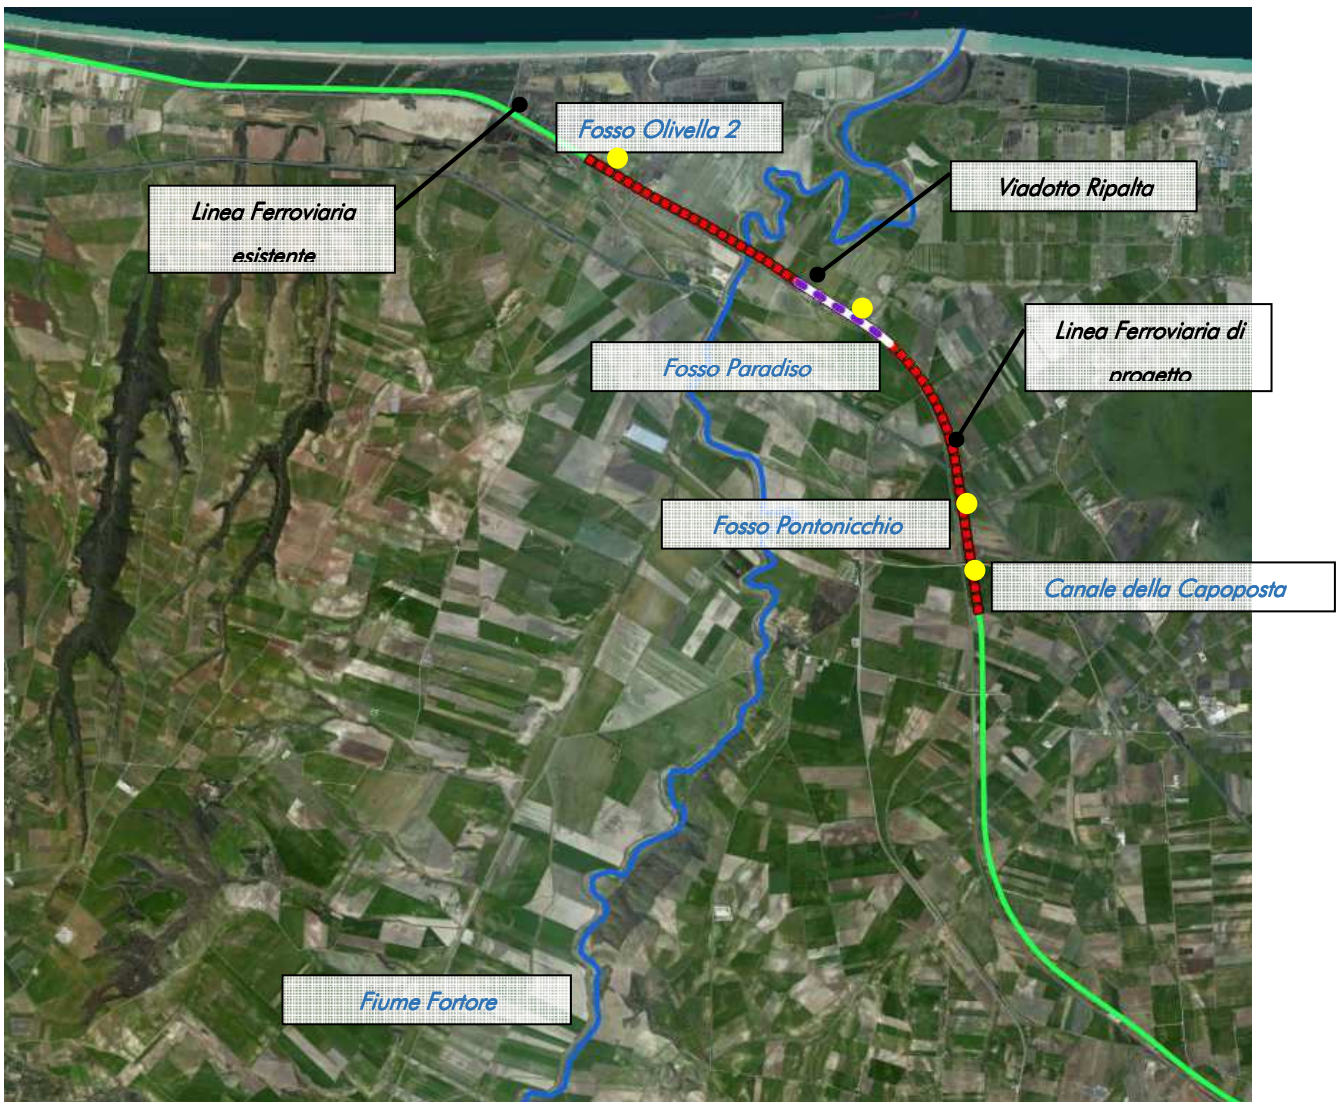 Fosso Olivella 2
Viadotto Ripalta
Linea Ferroviaria
esistente
Linea Ferroviaria di
progetto
Fosso Paradiso
Fosso Pontonicchio
Canale della Capoposta
Fiume Fortore